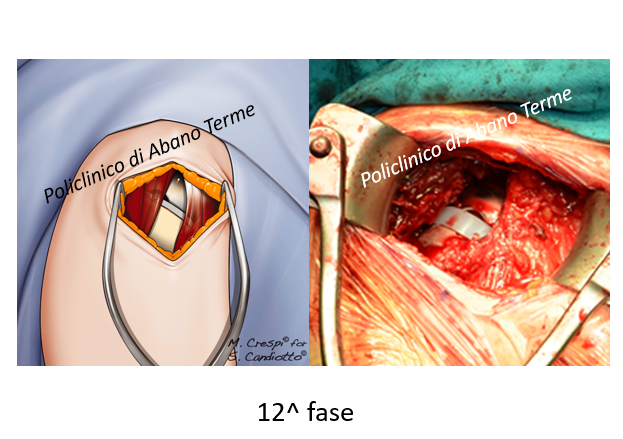 Policlinico di Abano Terme
Policlinico di Abano Terme
M. Crespi© for
S. Candiotto©
12^ fase